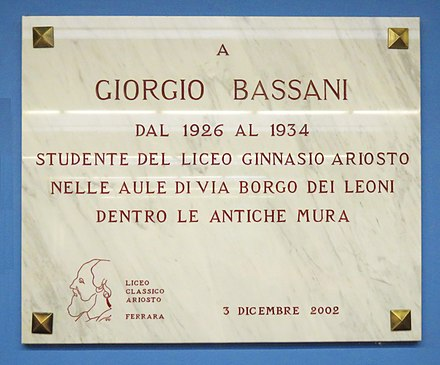 A
GIORGIO BASSANI
DAL 1926 AL 1934
STUDENTE DEL LICEO GINNASIO ARIOSTO
NELLE AULE DI VIA BORGO DEI LEONI
DENTRO LE ANTICHE MURA
LICEO
CLASSICO
ARIOSTO
FERRARA
3 DICEMBRE 2002